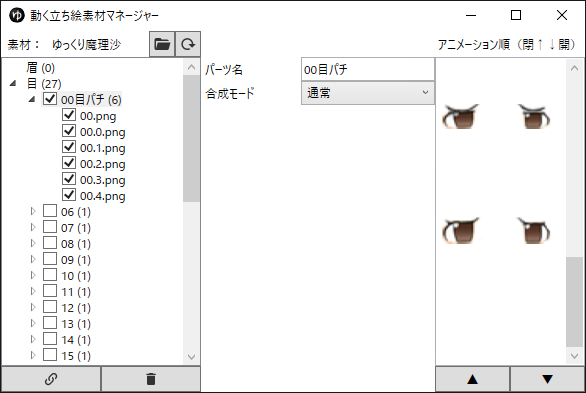 ゆ 動く立ち絵素材マネージャー
素材： ゆっくり魔理沙
アニメーション順（閉↑↓開）
眉 (0)
目 (27)
00目パチ (6)
00.png
00.0.png
00.1.png
00.2.png
00.3.png
00.4.png
06 (1)
07 (1)
08 (1)
09 (1)
10 (1)
11 (1)
12 (1)
13 (1)
14 (1)
15 (1)
パーツ名 00目パチ
合成モード 通常
▲ ▼